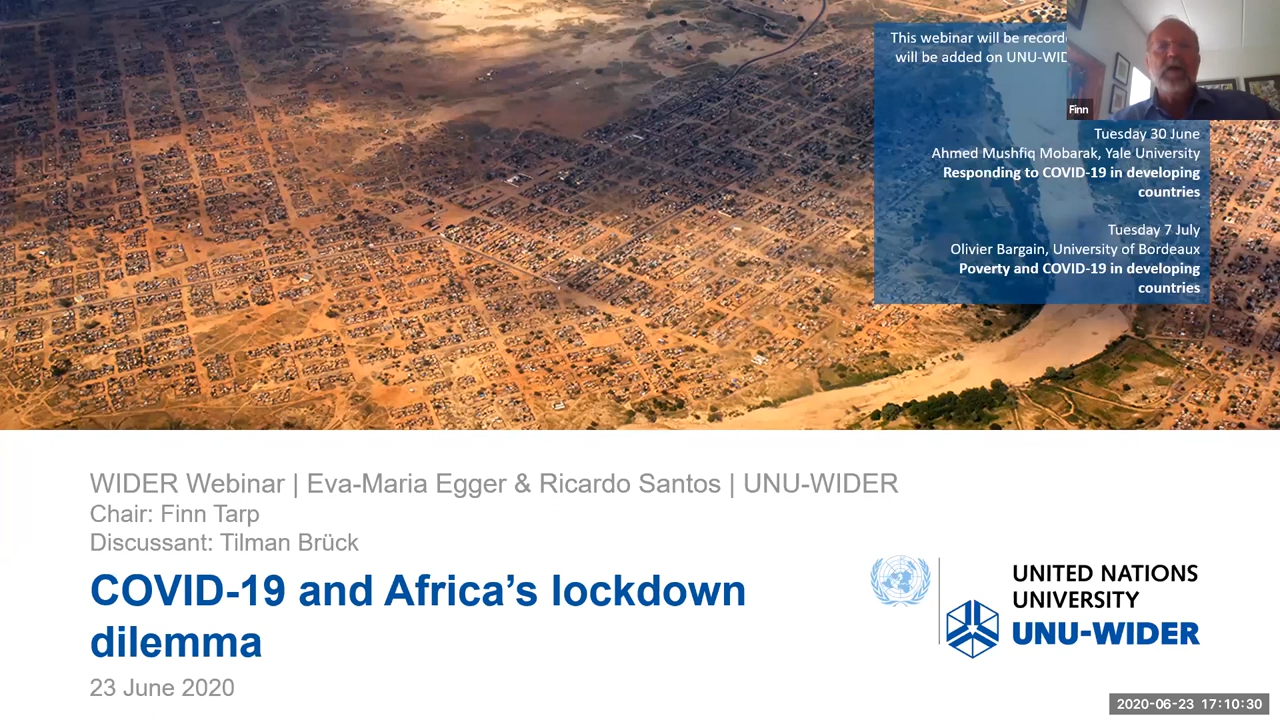 This webinar will be
will be added on
Finn
Tuesday 30 June
Ahmed Mushfiq Mobarak, Yale University
Responding to COVID-19 in developing
countries
Tuesday 7 July
Olivier Bargain, University of Bordeaux
Poverty and COVID-19 in developing
countries
WIDER Webinar | Eva-Maria Egger & Ricardo Santos | UNU-WIDER
Chair: Finn Tarp
Discussant: Tilman Brück
COVID-19 and Africa’s lockdown
dilemma
23 June 2020
UNITED NATIONS
UNIVERSITY
UNU-WIDER
2020-06-23 17:10:30